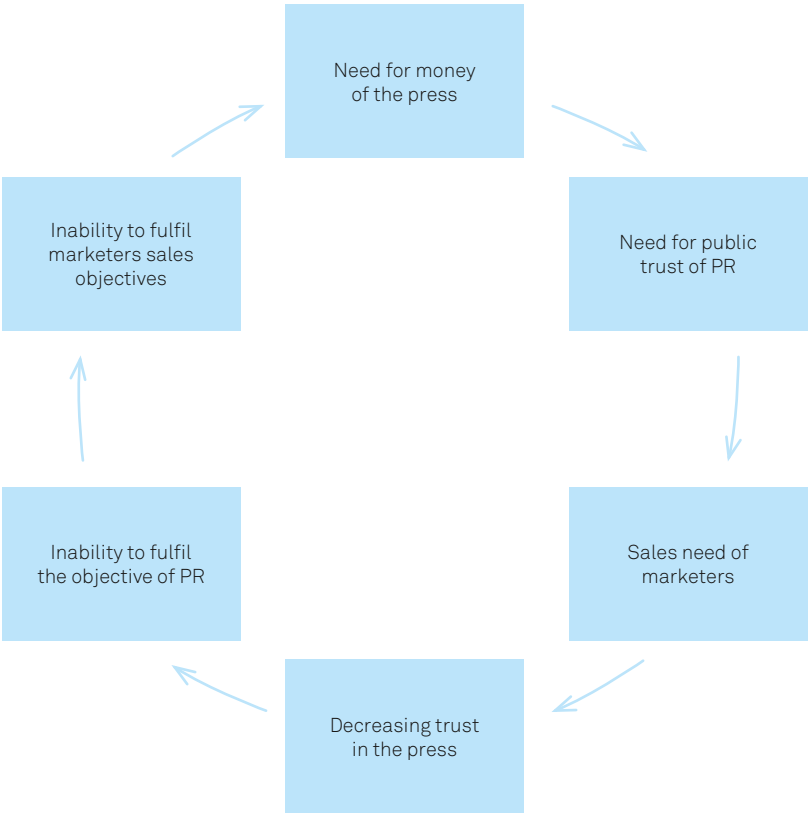 Need for money
of the press
Need for public
trust of PR
Sales need of
marketers
Decreasing trust
in the press
Inability to fulfil
the objective of PR
Inability to fulfil
marketers sales
objectives